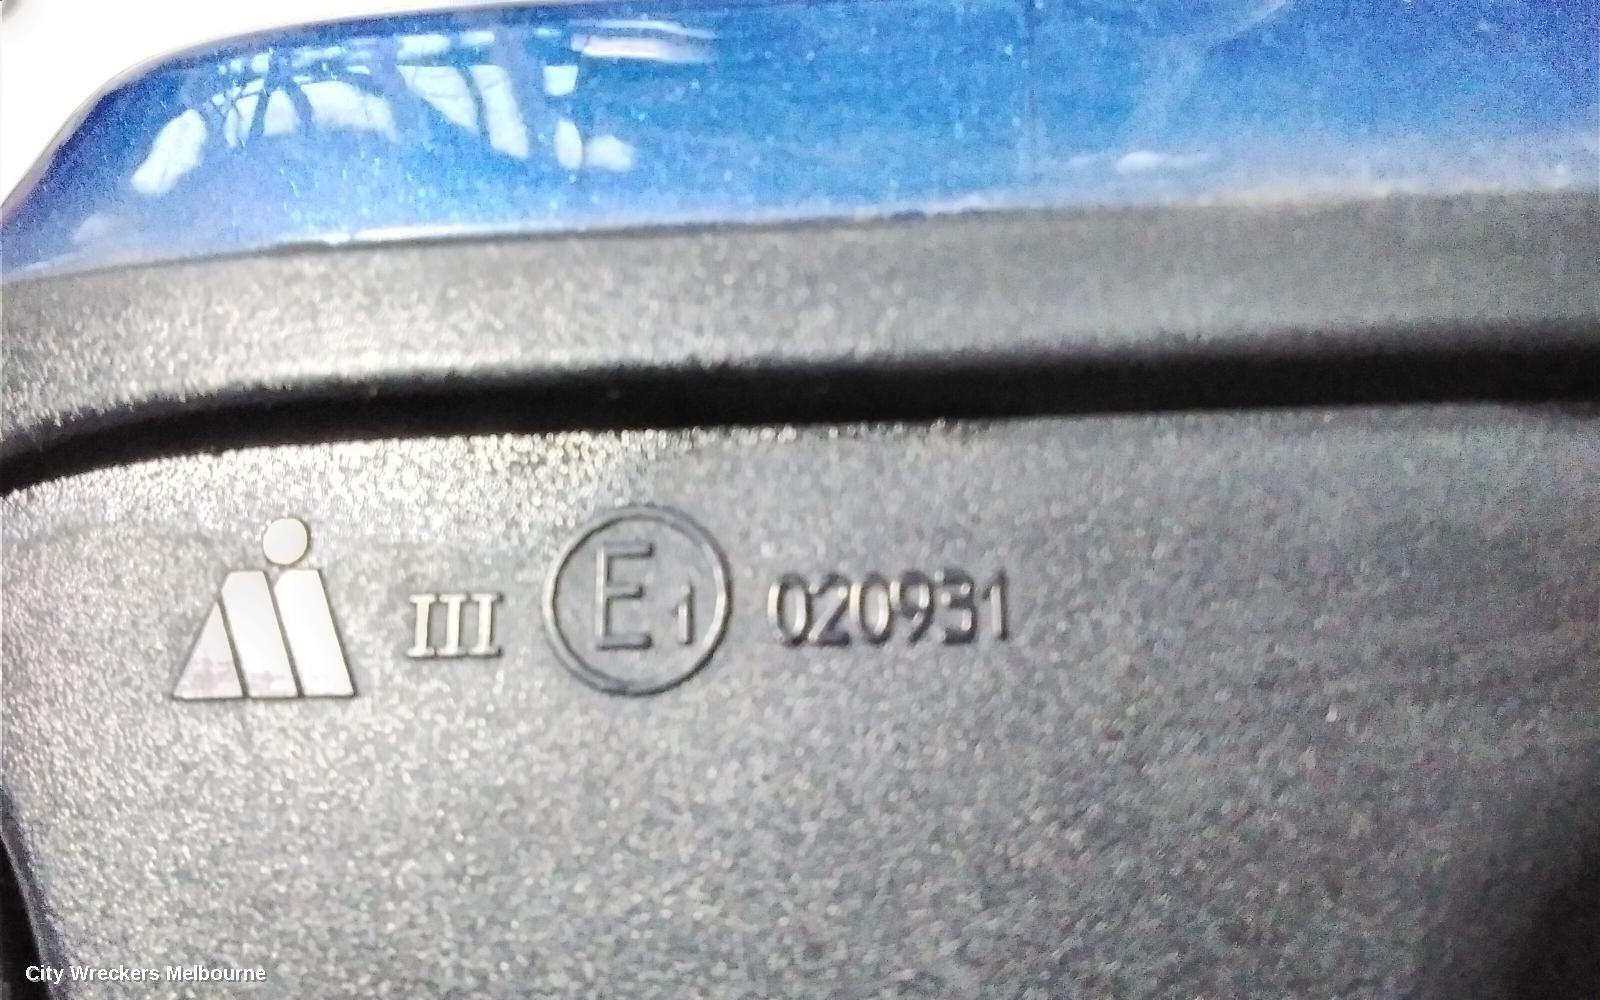 III E1 020931
City Wreckers Melbourne